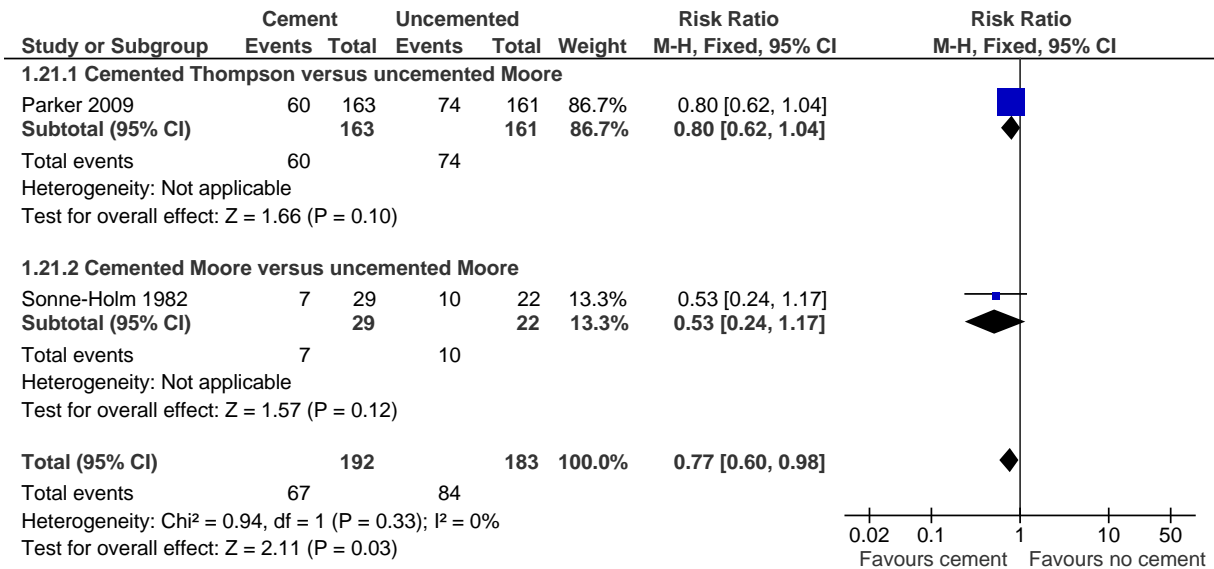 Cement Uncemented Risk Ratio Risk Ratio
Study or Subgroup Events Total Events Total Weight M-H, Fixed, 95% CI M-H, Fixed, 95% CI
1.21.1 Cemented Thompson versus uncemented Moore
Parker 2009 60 163 74 161 86.7% 0.80 [0.62, 1.04]
Subtotal (95% CI) 163 161 86.7% 0.80 [0.62, 1.04]
Total events 60 74
Heterogeneity: Not applicable
Test for overall effect: Z = 1.66 (P = 0.10)
1.21.2 Cemented Moore versus uncemented Moore
Sonne-Holm 1982 7 29 10 22 13.3% 0.53 [0.24, 1.17]
Subtotal (95% CI) 29 22 13.3% 0.53 [0.24, 1.17]
Total events 7 10
Heterogeneity: Not applicable
Test for overall effect: Z = 1.57 (P = 0.12)
Total (95% CI) 192 183 100.0% 0.77 [0.60, 0.98]
Total events 67 84
Heterogeneity: Chi² = 0.94, df = 1 (P = 0.33); I² = 0%
Test for overall effect: Z = 2.11 (P = 0.03)
0.02 0.1 1 10 50
Favours cement Favours no cement